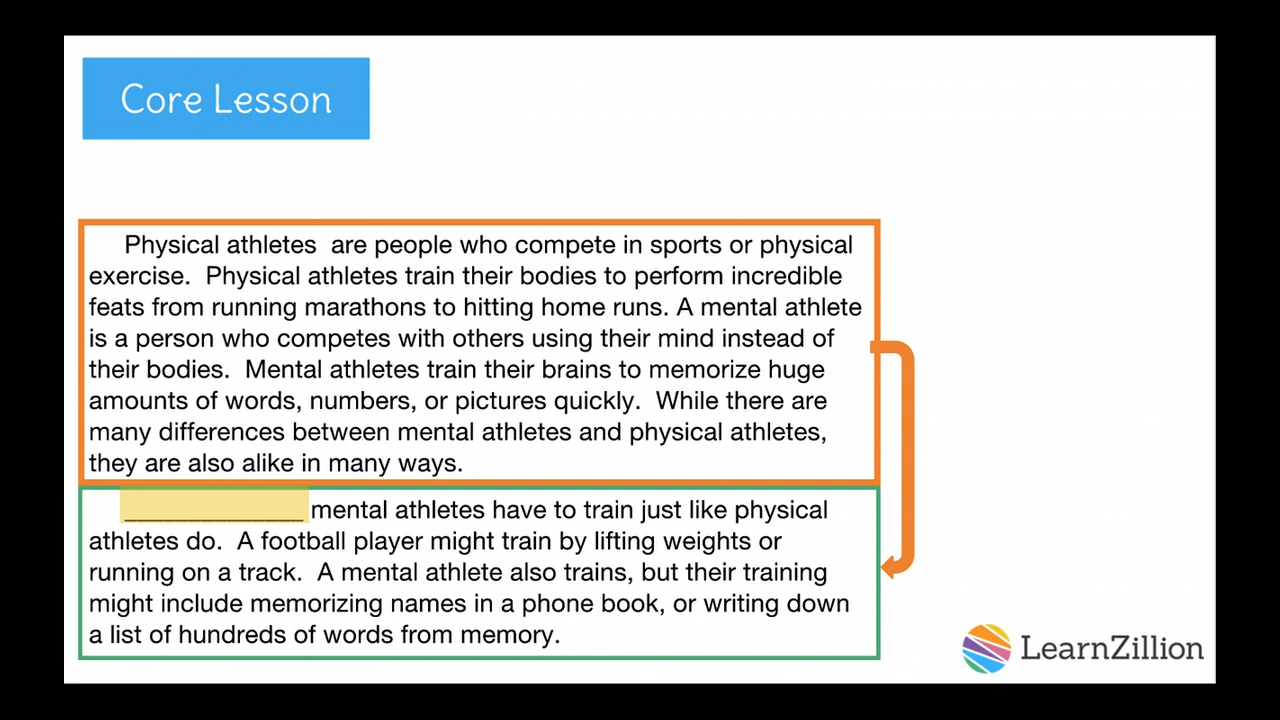 Core Lesson
Physical athletes  are people who compete in sports or physical
exercise.  Physical athletes train their bodies to perform incredible
feats from running marathons to hitting home runs. A mental athlete
is a person who competes with others using their mind instead of
their bodies.  Mental athletes train their brains to memorize huge
amounts of words, numbers, or pictures quickly.  While there are
many differences between mental athletes and physical athletes,
they are also alike in many ways.
______________ mental athletes have to train just like physical
athletes do.  A football player might train by lifting weights or
running on a track.  A mental athlete also trains, but their training
might include memorizing names in a phone book, or writing down
a list of hundreds of words from memory.
LearnZillion